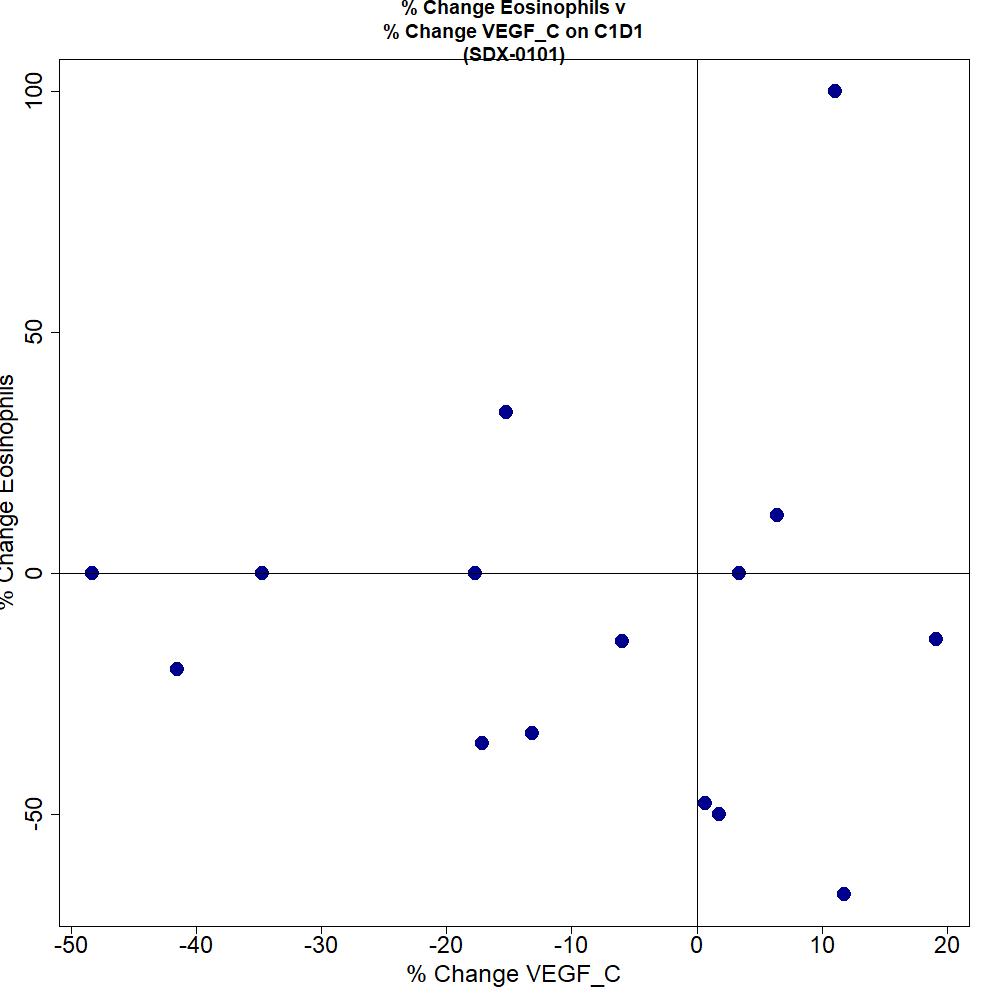 % Change Eosinophils v
% Change VEGF_C on C1D1
(SDX-0101)
% Change Eosinophils
100
50
0
-50
-50 -40 -30 -20 -10 0 10 20
% Change VEGF_C